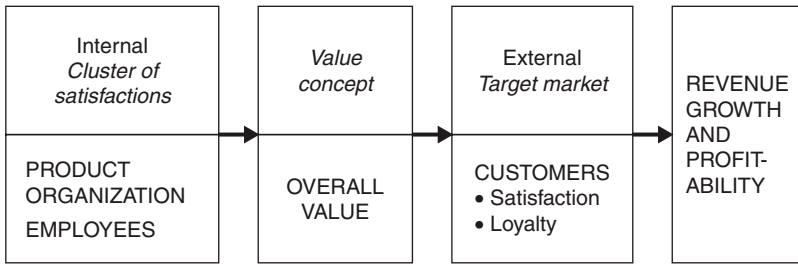 Internal
Cluster of
satisfactions
PRODUCT
ORGANIZATION
EMPLOYEES
Value
concept
OVERALL
VALUE
External
Target market
CUSTOMERS
• Satisfaction
• Loyalty
REVENUE
GROWTH
AND
PROFIT-
ABILITY